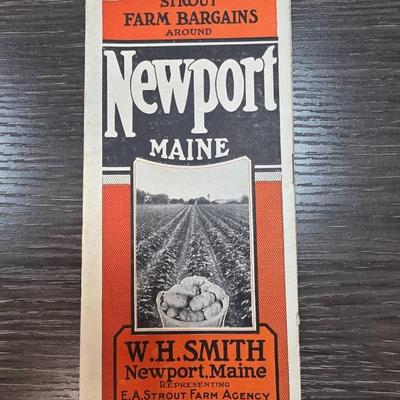 STROUT
FARM BARGAINS
AROUND
Newport
MAINE
W.H. SMITH
Newport, Maine
REPRESENTING
E.A. STROUT FARM AGENCY